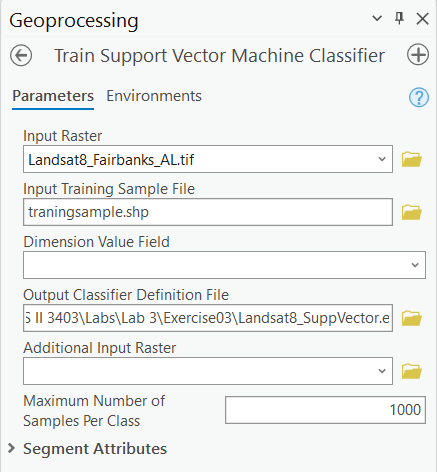 Geoprocessing
Train Support Vector Machine Classifier
Parameters Environments
Input Raster
Landsat8_Fairbanks_AL.tif
Input Training Sample File
traningsample.shp
Dimension Value Field
Output Classifier Definition File
S II 3403\Labs\Lab 3\Exercise03\Landsat8_SuppVector.e
Additional Input Raster
Maximum Number of
Samples Per Class
1000
Segment Attributes